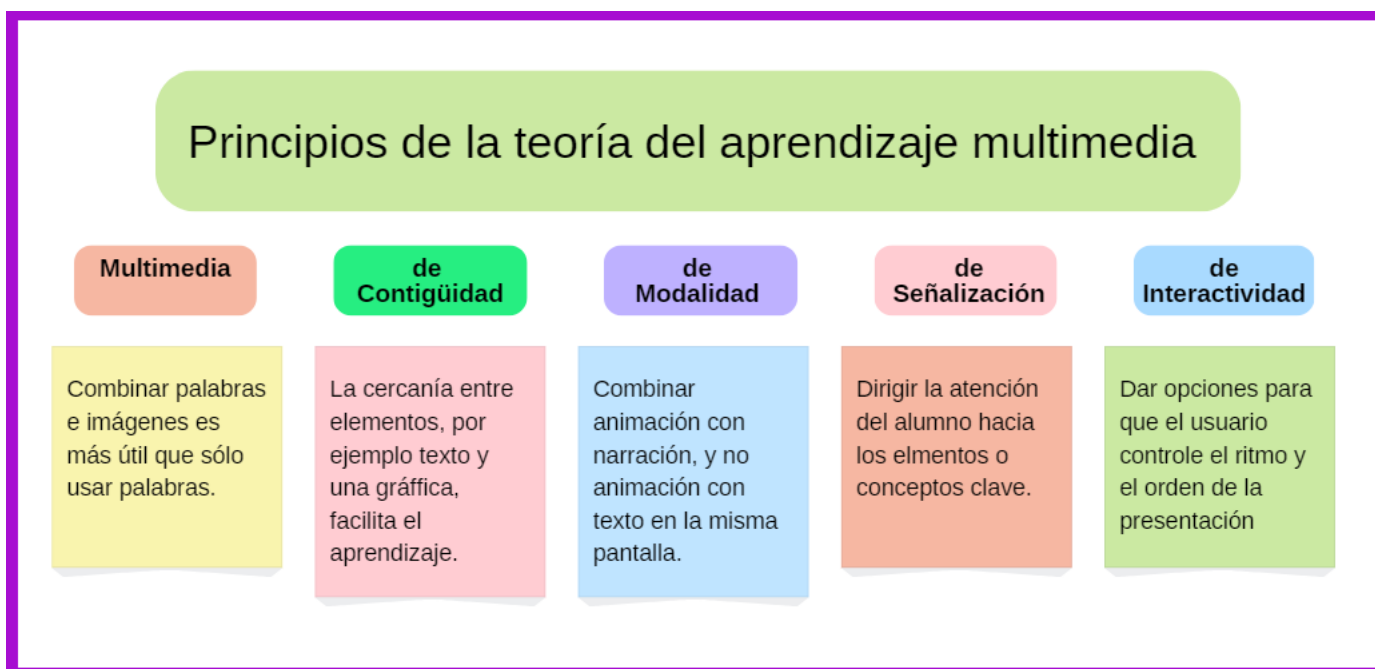 Principios de la teoría del aprendizaje multimedia
Multimedia
Combinar palabras
e imágenes es
más útil que sólo
usar palabras.
de
Contigüidad
La cercanía entre
elementos, por
ejemplo texto y
una gráffica,
facilita el
aprendizaje.
de
Modalidad
Combinar
animación con
narración, y no
animación con
texto en la misma
pantalla.
de
Señalización
Dirigir la atención
del alumno hacia
los elmentos o
conceptos clave.
de
Interactividad
Dar opciones para
que el usuario
controle el ritmo y
el orden de la
presentación